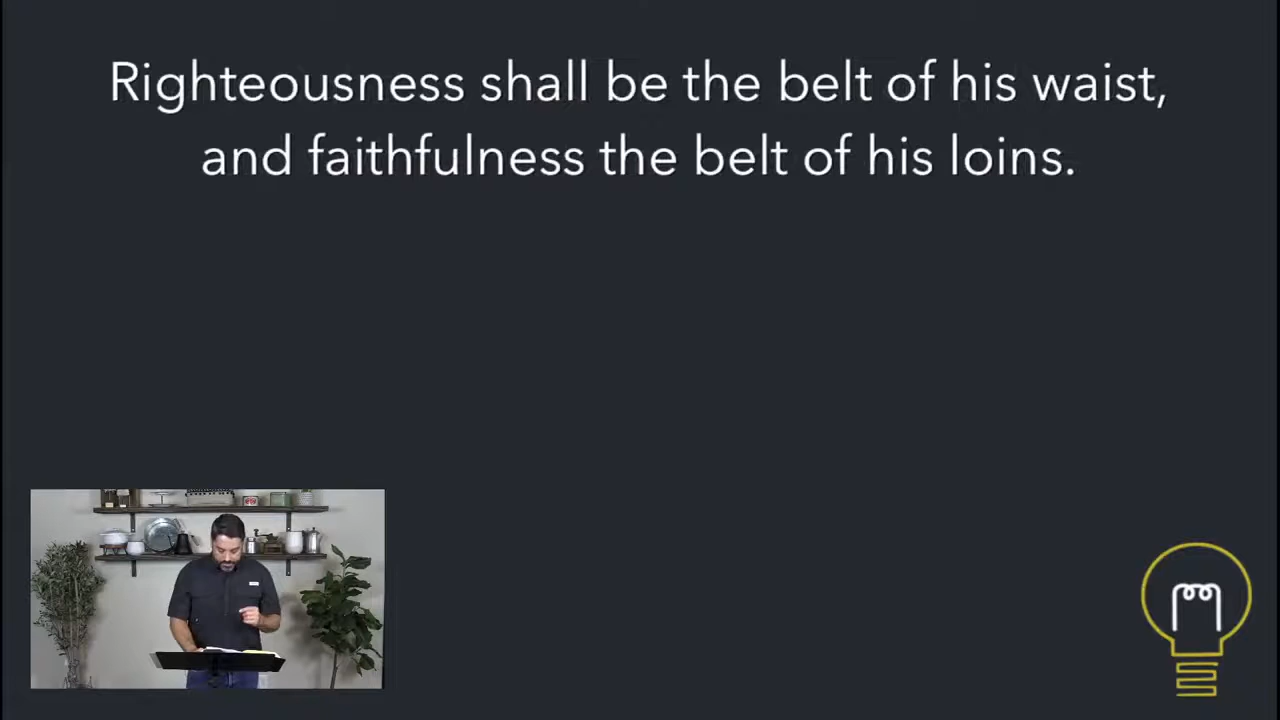 Righteousness shall be the belt of his waist,
and faithfulness the belt of his loins.